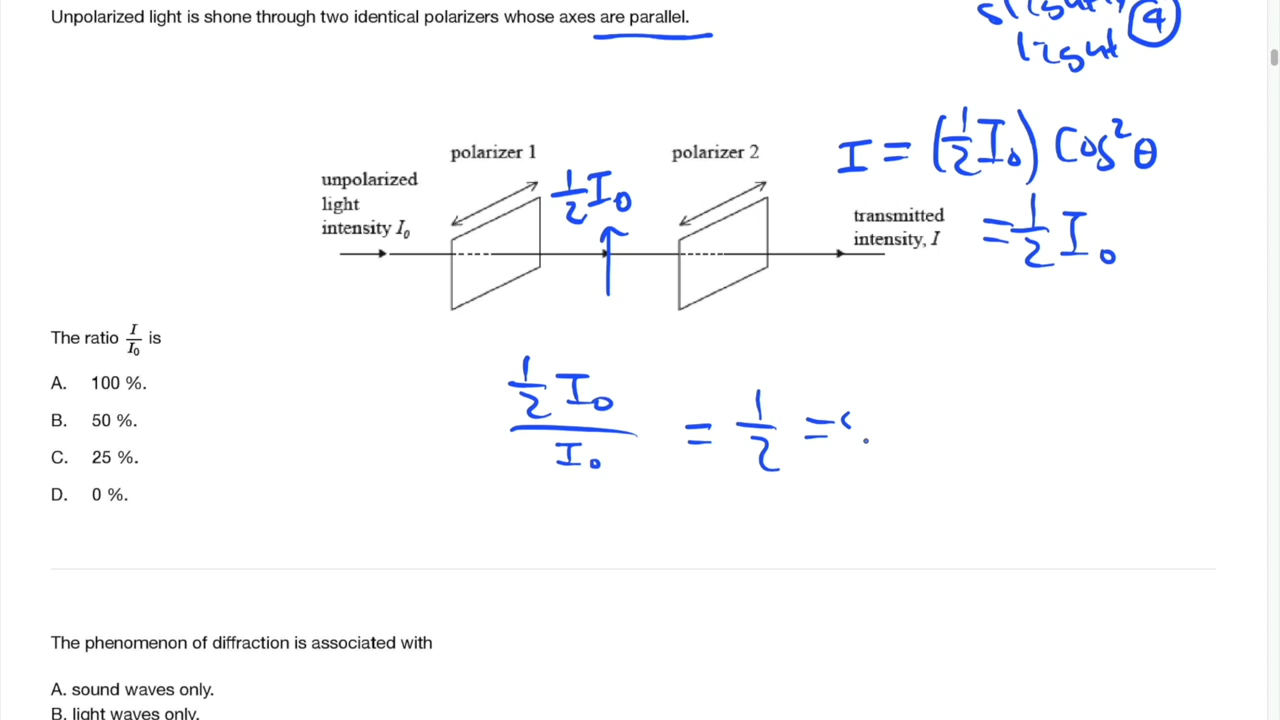 Unpolarized light is shone through two identical polarizers whose axes are parallel.
light ④
polarizer 1
polarizer 2
I = (½ I₀) Cos²θ
unpolarized
light
intensity I₀
½ I₀
transmitted
intensity, I
= ½ I₀
The ratio I/I₀ is
A. 100 %.
B. 50 %.
C. 25 %.
D. 0 %.
½ I₀ / I₀ = ½ =
The phenomenon of diffraction is associated with
A. sound waves only.
B. light waves only.